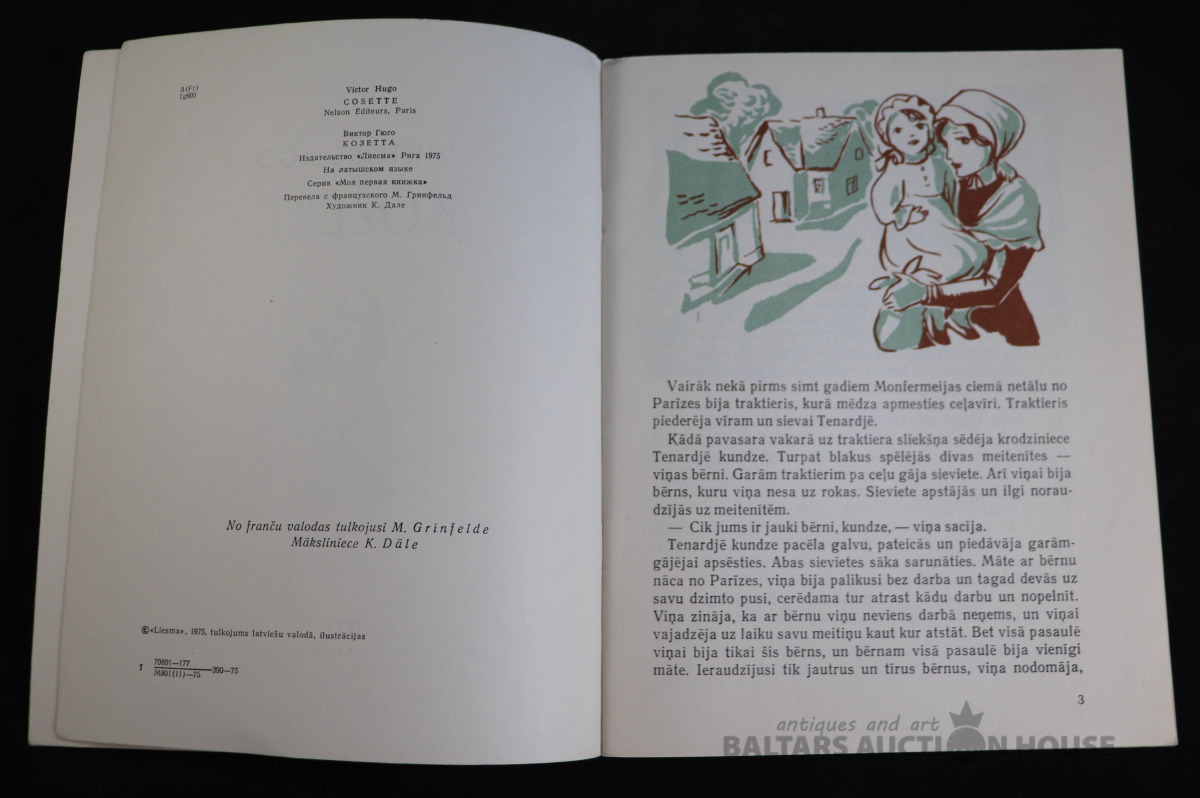 A(Fr)
Ig600
Victor Hugo
COSETTE
Nelson Éditeurs, Paris
Виктор Гюго
КОЗЕТТА
Издательство «Лиесма» Рига 1975
На латышском языке
Серия «Моя первая книжка»
Перевела с французского М. Гринфельд
Художник К. Дале
No franču valodas tulkojusi M. Grīnfelde
Māksliniece K. Dāle
©«Liesma», 1975, tulkojums latviešu valodā, ilustrācijas
I 70801—177
M801(11)—75 390—75
Vairāk nekā pirms simt gadiem Monfermeijas ciemā netālu no
Parīzes bija traktieris, kurā mēdza apmesties ceļavīri. Traktieris
piederēja vīram un sievai Tenardjē.
Kādā pavasara vakarā uz traktiera sliekšņa sēdēja krodziniece
Tenardjē kundze. Turpat blakus spēlējās divas meitenītes —
viņas bērni. Garām traktierim pa ceļu gāja sieviete. Arī viņai bija
bērns, kuru viņa nesa uz rokas. Sieviete apstājās un ilgi norau-
dzījās uz meitenītēm.
— Cik jums ir jauki bērni, kundze, — viņa sacīja.
Tenardjē kundze pacēla galvu, pateicās un piedāvāja garām-
gājējai apsēsties. Abas sievietes sāka sarunāties. Māte ar bērnu
nāca no Parīzes, viņa bija palikusi bez darba un tagad devās uz
savu dzimto pusi, cerēdama tur atrast kādu darbu un nopelnīt.
Viņa zināja, ka ar bērnu viņu neviens darbā neņems, un viņai
vajadzēja uz laiku savu meitiņu kaut kur atstāt. Bet visā pasaulē
viņai bija tikai šis bērns, un bērnam visā pasaulē bija vienīgi
māte. Ieraudzījusi tik jautrus un tīrus bērnus, viņa nodomāja,
3
antiques and art
BALTARS AUCTION HOUSE